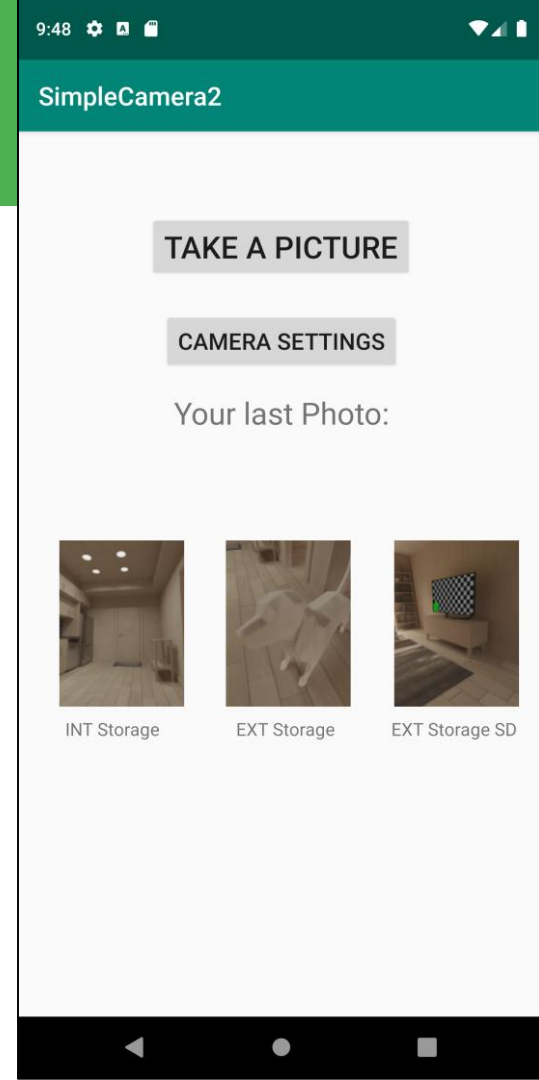 9:48
SimpleCamera2
TAKE A PICTURE
CAMERA SETTINGS
Your last Photo:
INT Storage
EXT Storage
EXT Storage SD